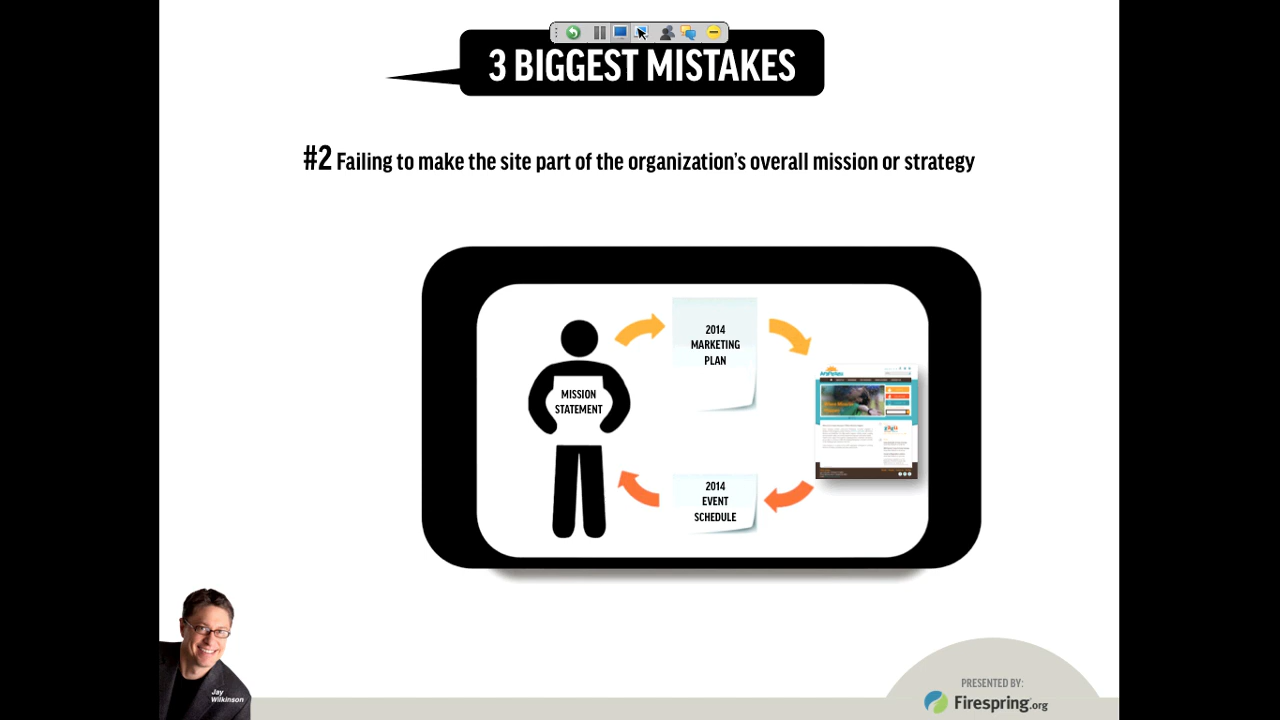 3 BIGGEST MISTAKES
#2 Failing to make the site part of the organization's overall mission or strategy
2014
MARKETING
PLAN
MISSION
STATEMENT
2014
EVENT
SCHEDULE
Jay
Wilkinson
PRESENTED BY:
Firespring.org